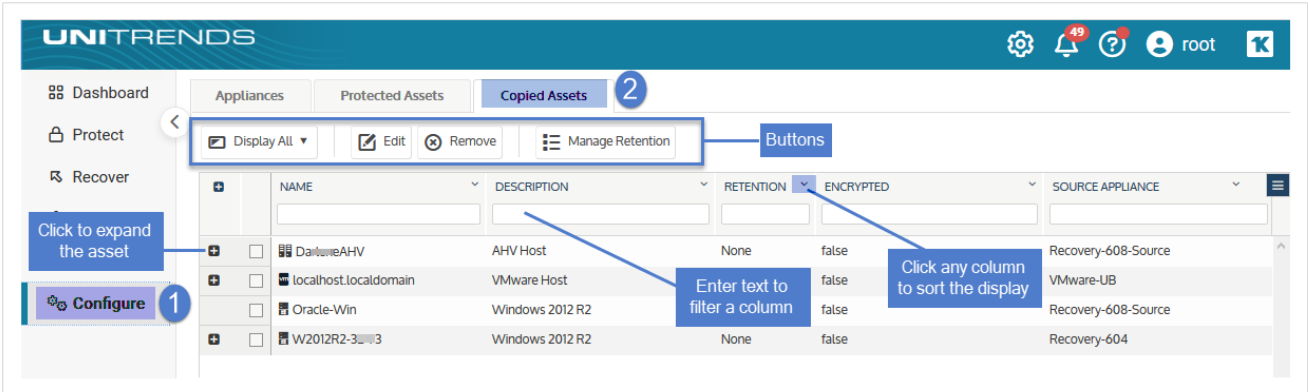 UNITRENDS
49
root
Dashboard
Protect
Recover
Configure
1
Appliances
Protected Assets
Copied Assets
2
Display All
Edit
Remove
Manage Retention
Buttons
NAME
DESCRIPTION
RETENTION
ENCRYPTED
SOURCE APPLIANCE
Click to expand
the asset
AHV Host
None
false
Recovery-608-Source
localhost.localdomain
VMware Host
false
VMware-UB
Oracle-Win
Windows 2012 R2
false
Recovery-608-Source
Windows 2012 R2
None
false
Recovery-604
Enter text to
filter a column
Click any column
to sort the display